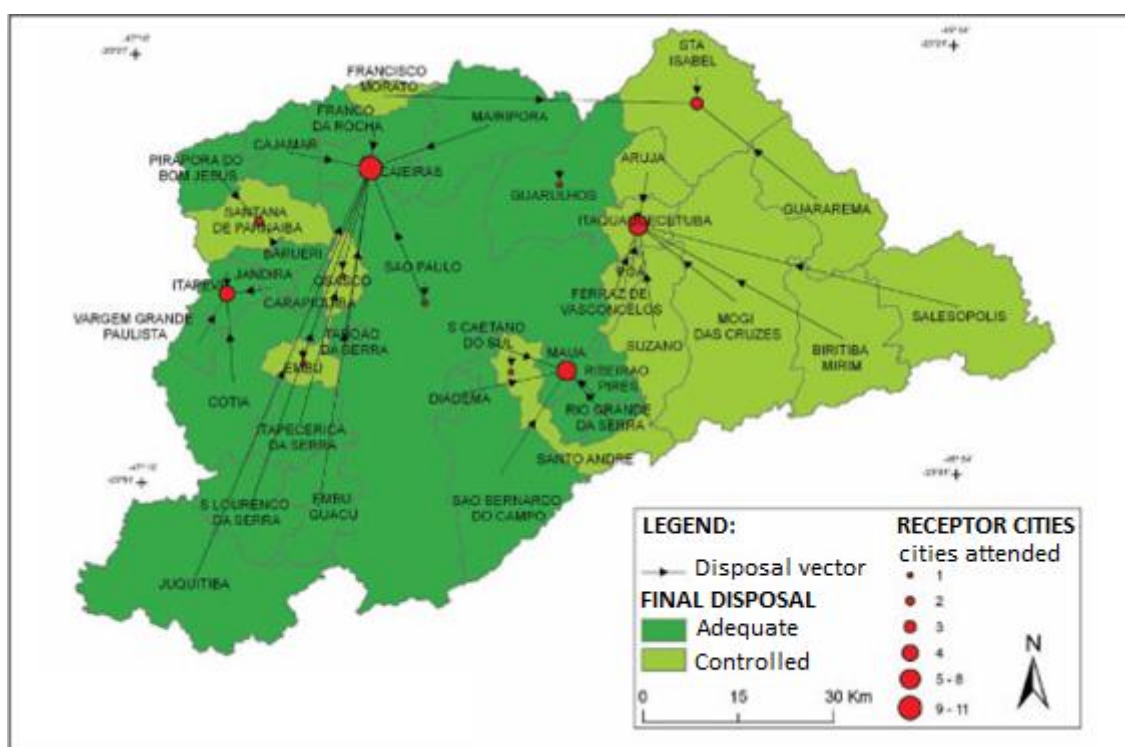 FRANCISCO
MORATO
STA
ISABEL
FRANCO
DA ROCHA
MAIRIPORA
CAJAMAR
CAIEIRAS
PIRAPORA DO
BOM JEBUS
ARUJA
GUARULHOS
GUARAREMA
SANTANA
DE PARNAIBA
ITAQUAQUECETUBA
BARUERI
JANDIRA
OSASCO
SAO PAULO
POA
CARAPICUIBA
FERRAZ DE
VASCONCELOS
MOGI
DAS CRUZES
SALESOPOLIS
VARGEM GRANDE
PAULISTA
TABOAO
DA SERRA
S CAETANO
DO SUL
SUZANO
BIRITIBA
MIRIM
EMBU
MAUA
RIBEIRAO
PIRES
COTIA
DIADEMA
RIO GRANDE
DA SERRA
ITAPECERICA
DA SERRA
SANTO ANDRE
S LOURENCO
DA SERRA
EMBU
GUACU
SAO BERNARDO
DO CAMPO
JUQUITIBA
LEGEND:
Disposal vector
FINAL DISPOSAL
Adequate
Controlled
0 15 30 Km
RECEPTOR CITIES
cities attended
1
2
3
4
5 - 8
9 - 11
N